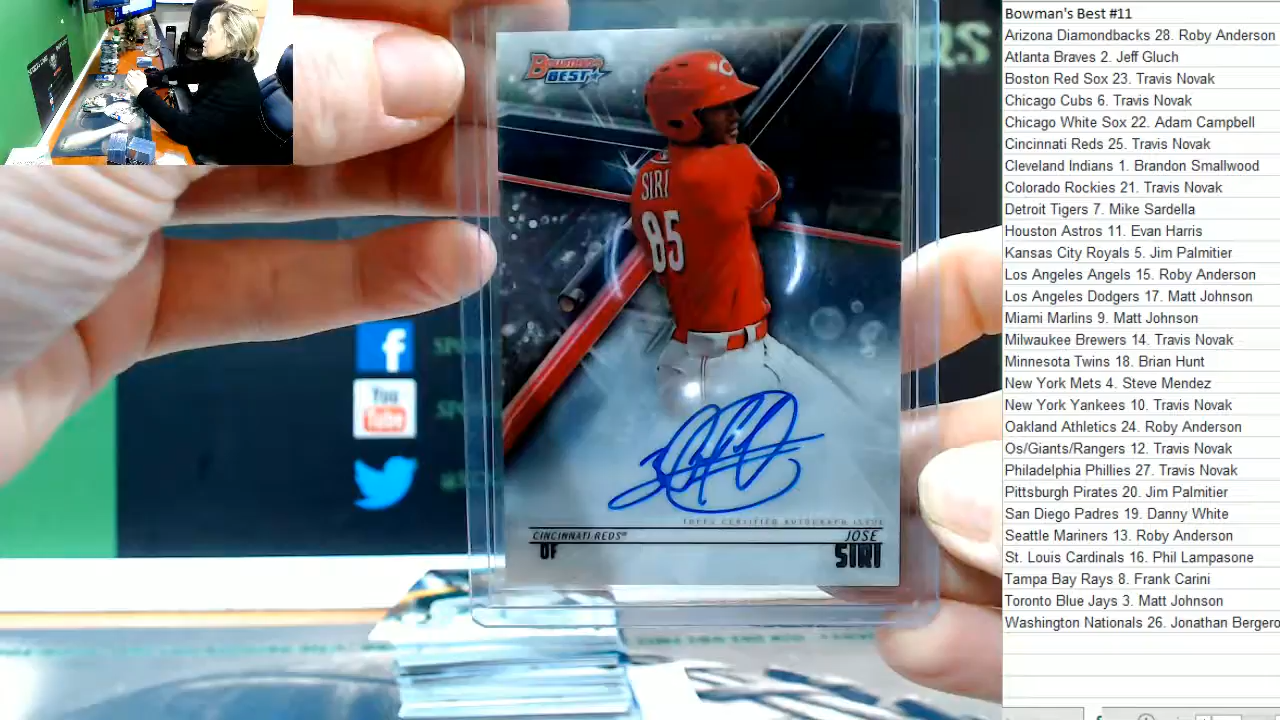 BOWMAN'S
BEST
SIRI
85
TOPPS CERTIFIED AUTOGRAPH ISSUE
CINCINNATI REDS
OF
JOSE
SIRI
f
You
Tube
Bowman's Best #11
Arizona Diamondbacks 28. Roby Anderson
Atlanta Braves 2. Jeff Gluch
Boston Red Sox 23. Travis Novak
Chicago Cubs 6. Travis Novak
Chicago White Sox 22. Adam Campbell
Cincinnati Reds 25. Travis Novak
Cleveland Indians 1. Brandon Smallwood
Colorado Rockies 21. Travis Novak
Detroit Tigers 7. Mike Sardella
Houston Astros 11. Evan Harris
Kansas City Royals 5. Jim Palmitier
Los Angeles Angels 15. Roby Anderson
Los Angeles Dodgers 17. Matt Johnson
Miami Marlins 9. Matt Johnson
Milwaukee Brewers 14. Travis Novak
Minnesota Twins 18. Brian Hunt
New York Mets 4. Steve Mendez
New York Yankees 10. Travis Novak
Oakland Athletics 24. Roby Anderson
Os/Giants/Rangers 12. Travis Novak
Philadelphia Phillies 27. Travis Novak
Pittsburgh Pirates 20. Jim Palmitier
San Diego Padres 19. Danny White
Seattle Mariners 13. Roby Anderson
St. Louis Cardinals 16. Phil Lampasone
Tampa Bay Rays 8. Frank Carini
Toronto Blue Jays 3. Matt Johnson
Washington Nationals 26. Jonathan Bergero